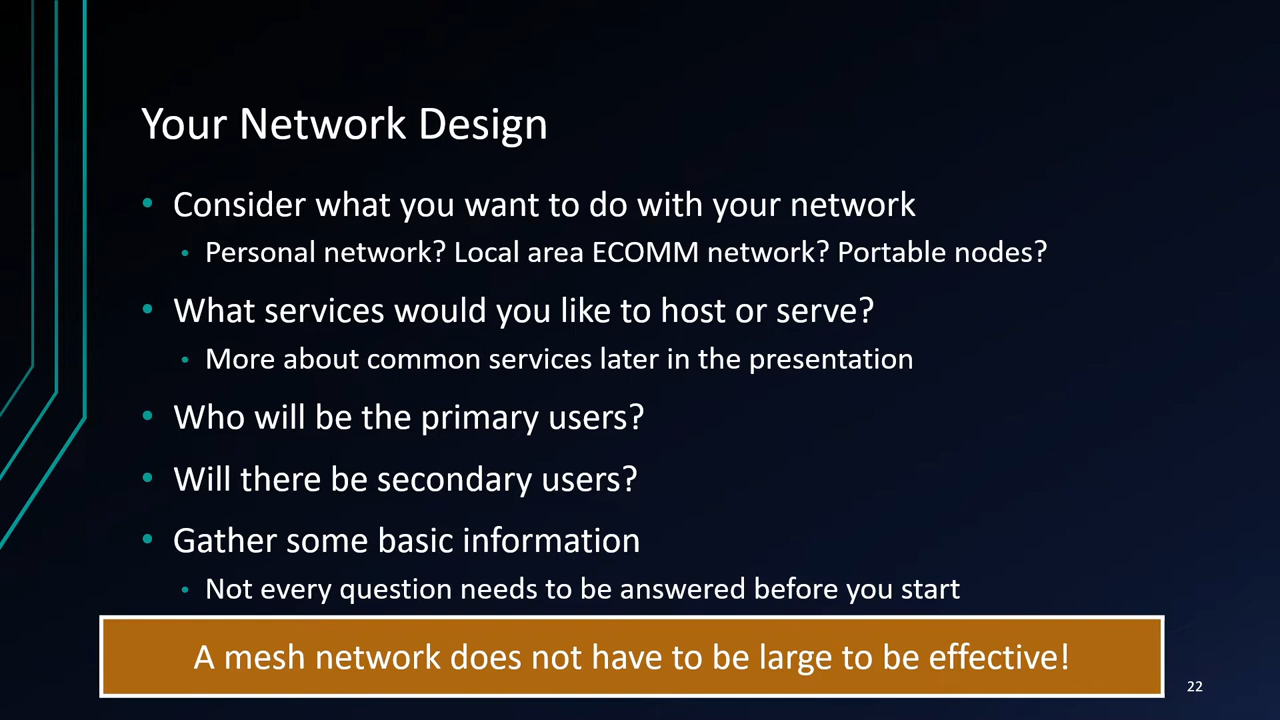 Your Network Design
• Consider what you want to do with your network
• Personal network? Local area ECOMM network? Portable nodes?
• What services would you like to host or serve?
• More about common services later in the presentation
• Who will be the primary users?
• Will there be secondary users?
• Gather some basic information
• Not every question needs to be answered before you start
A mesh network does not have to be large to be effective!
22